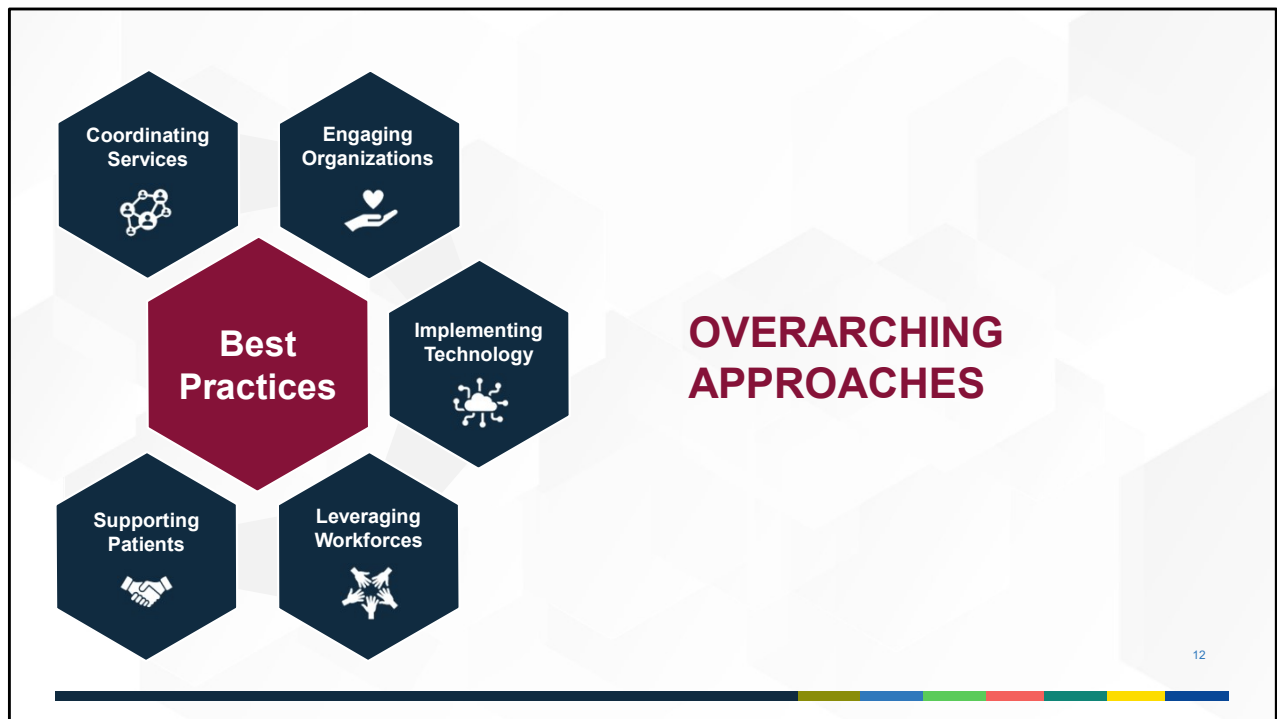 Coordinating
Services
Engaging
Organizations
Best
Practices
Implementing
Technology
Supporting
Patients
Leveraging
Workforces
OVERARCHING
APPROACHES
12